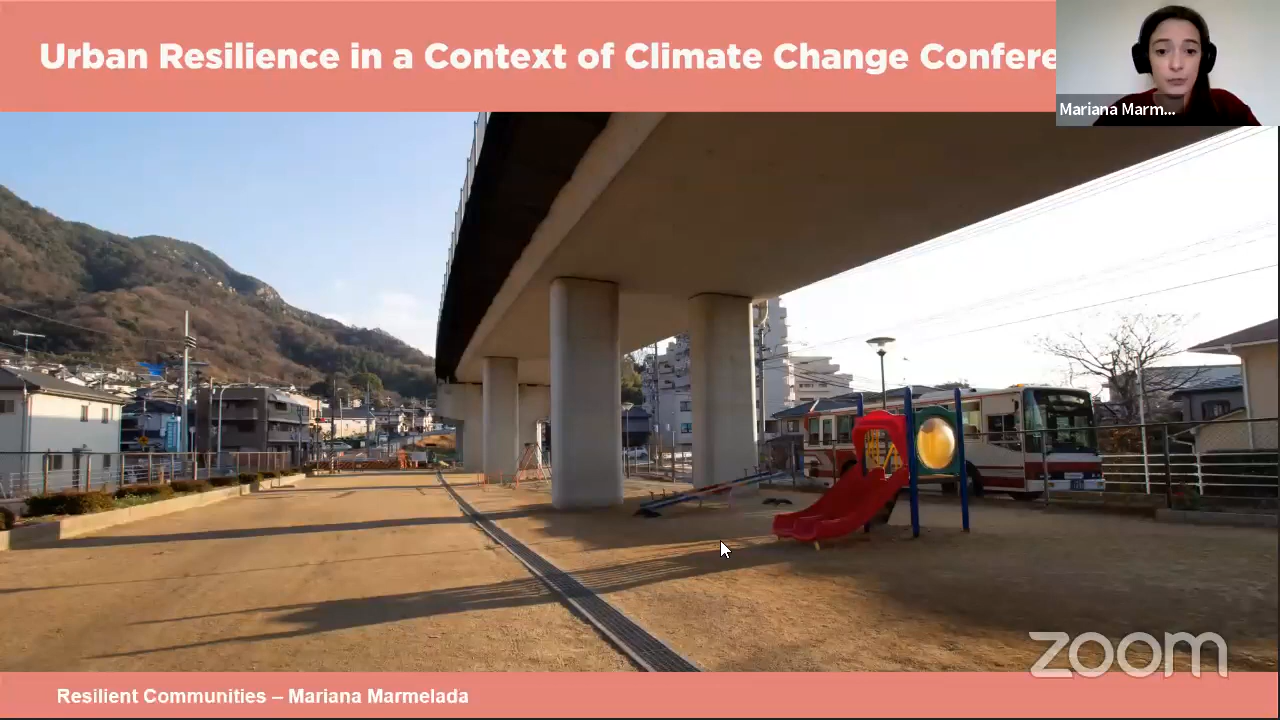 Urban Resilience in a Context of Climate Change Confere
Mariana Marm...
zoom
Resilient Communities – Mariana Marmelada